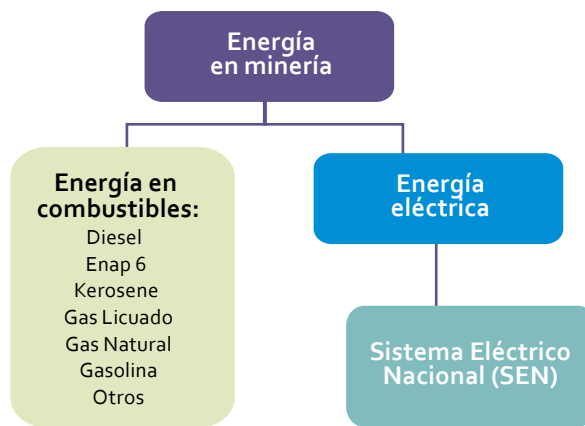 Energía
en minería
Energía en
combustibles:
Diesel
Enap 6
Kerosene
Gas Licuado
Gas Natural
Gasolina
Otros
Energía
eléctrica
Sistema Eléctrico
Nacional (SEN)